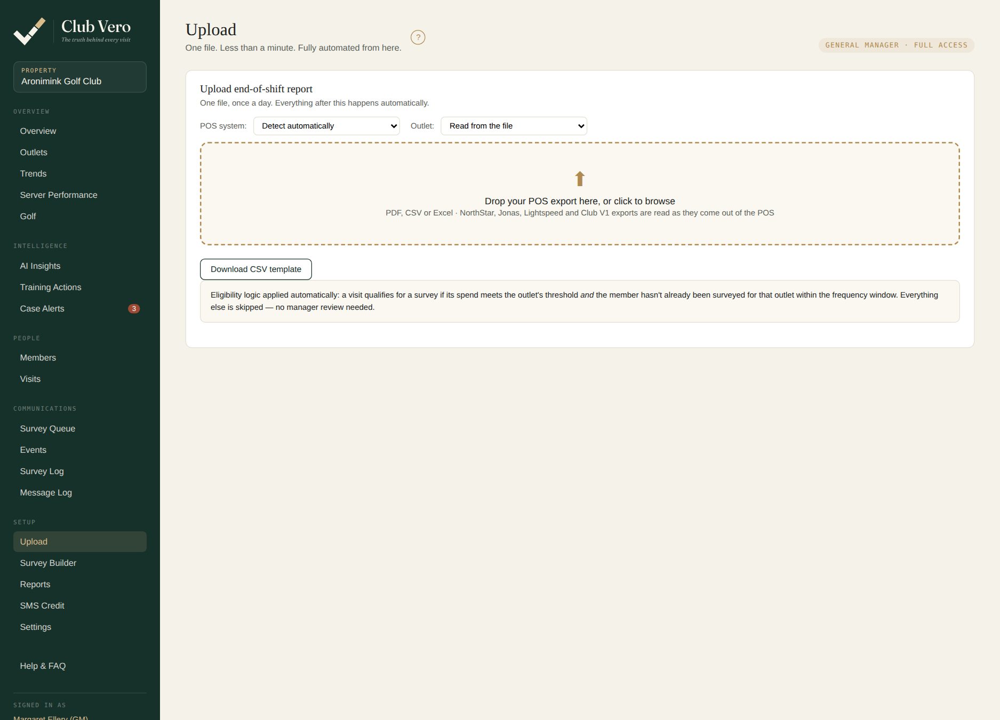 Club Vero
The truth behind every visit
PROPERTY
Aronimink Golf Club
OVERVIEW
Overview
Outlets
Trends
Server Performance
Golf
INTELLIGENCE
AI Insights
Training Actions
Case Alerts 3
PEOPLE
Members
Visits
COMMUNICATIONS
Survey Queue
Events
Survey Log
Message Log
SETUP
Upload
Survey Builder
Reports
SMS Credit
Settings
Help & FAQ
SIGNED IN AS
Margaret Ellery (GM)
Upload
One file. Less than a minute. Fully automated from here.
?
GENERAL MANAGER · FULL ACCESS
Upload end-of-shift report
One file, once a day. Everything after this happens automatically.
POS system: Detect automatically Outlet: Read from the file
Drop your POS export here, or click to browse
PDF, CSV or Excel · NorthStar, Jonas, Lightspeed and Club V1 exports are read as they come out of the POS
Download CSV template
Eligibility logic applied automatically: a visit qualifies for a survey if its spend meets the outlet's threshold and the member hasn't already been surveyed for that outlet within the frequency window. Everything
else is skipped — no manager review needed.